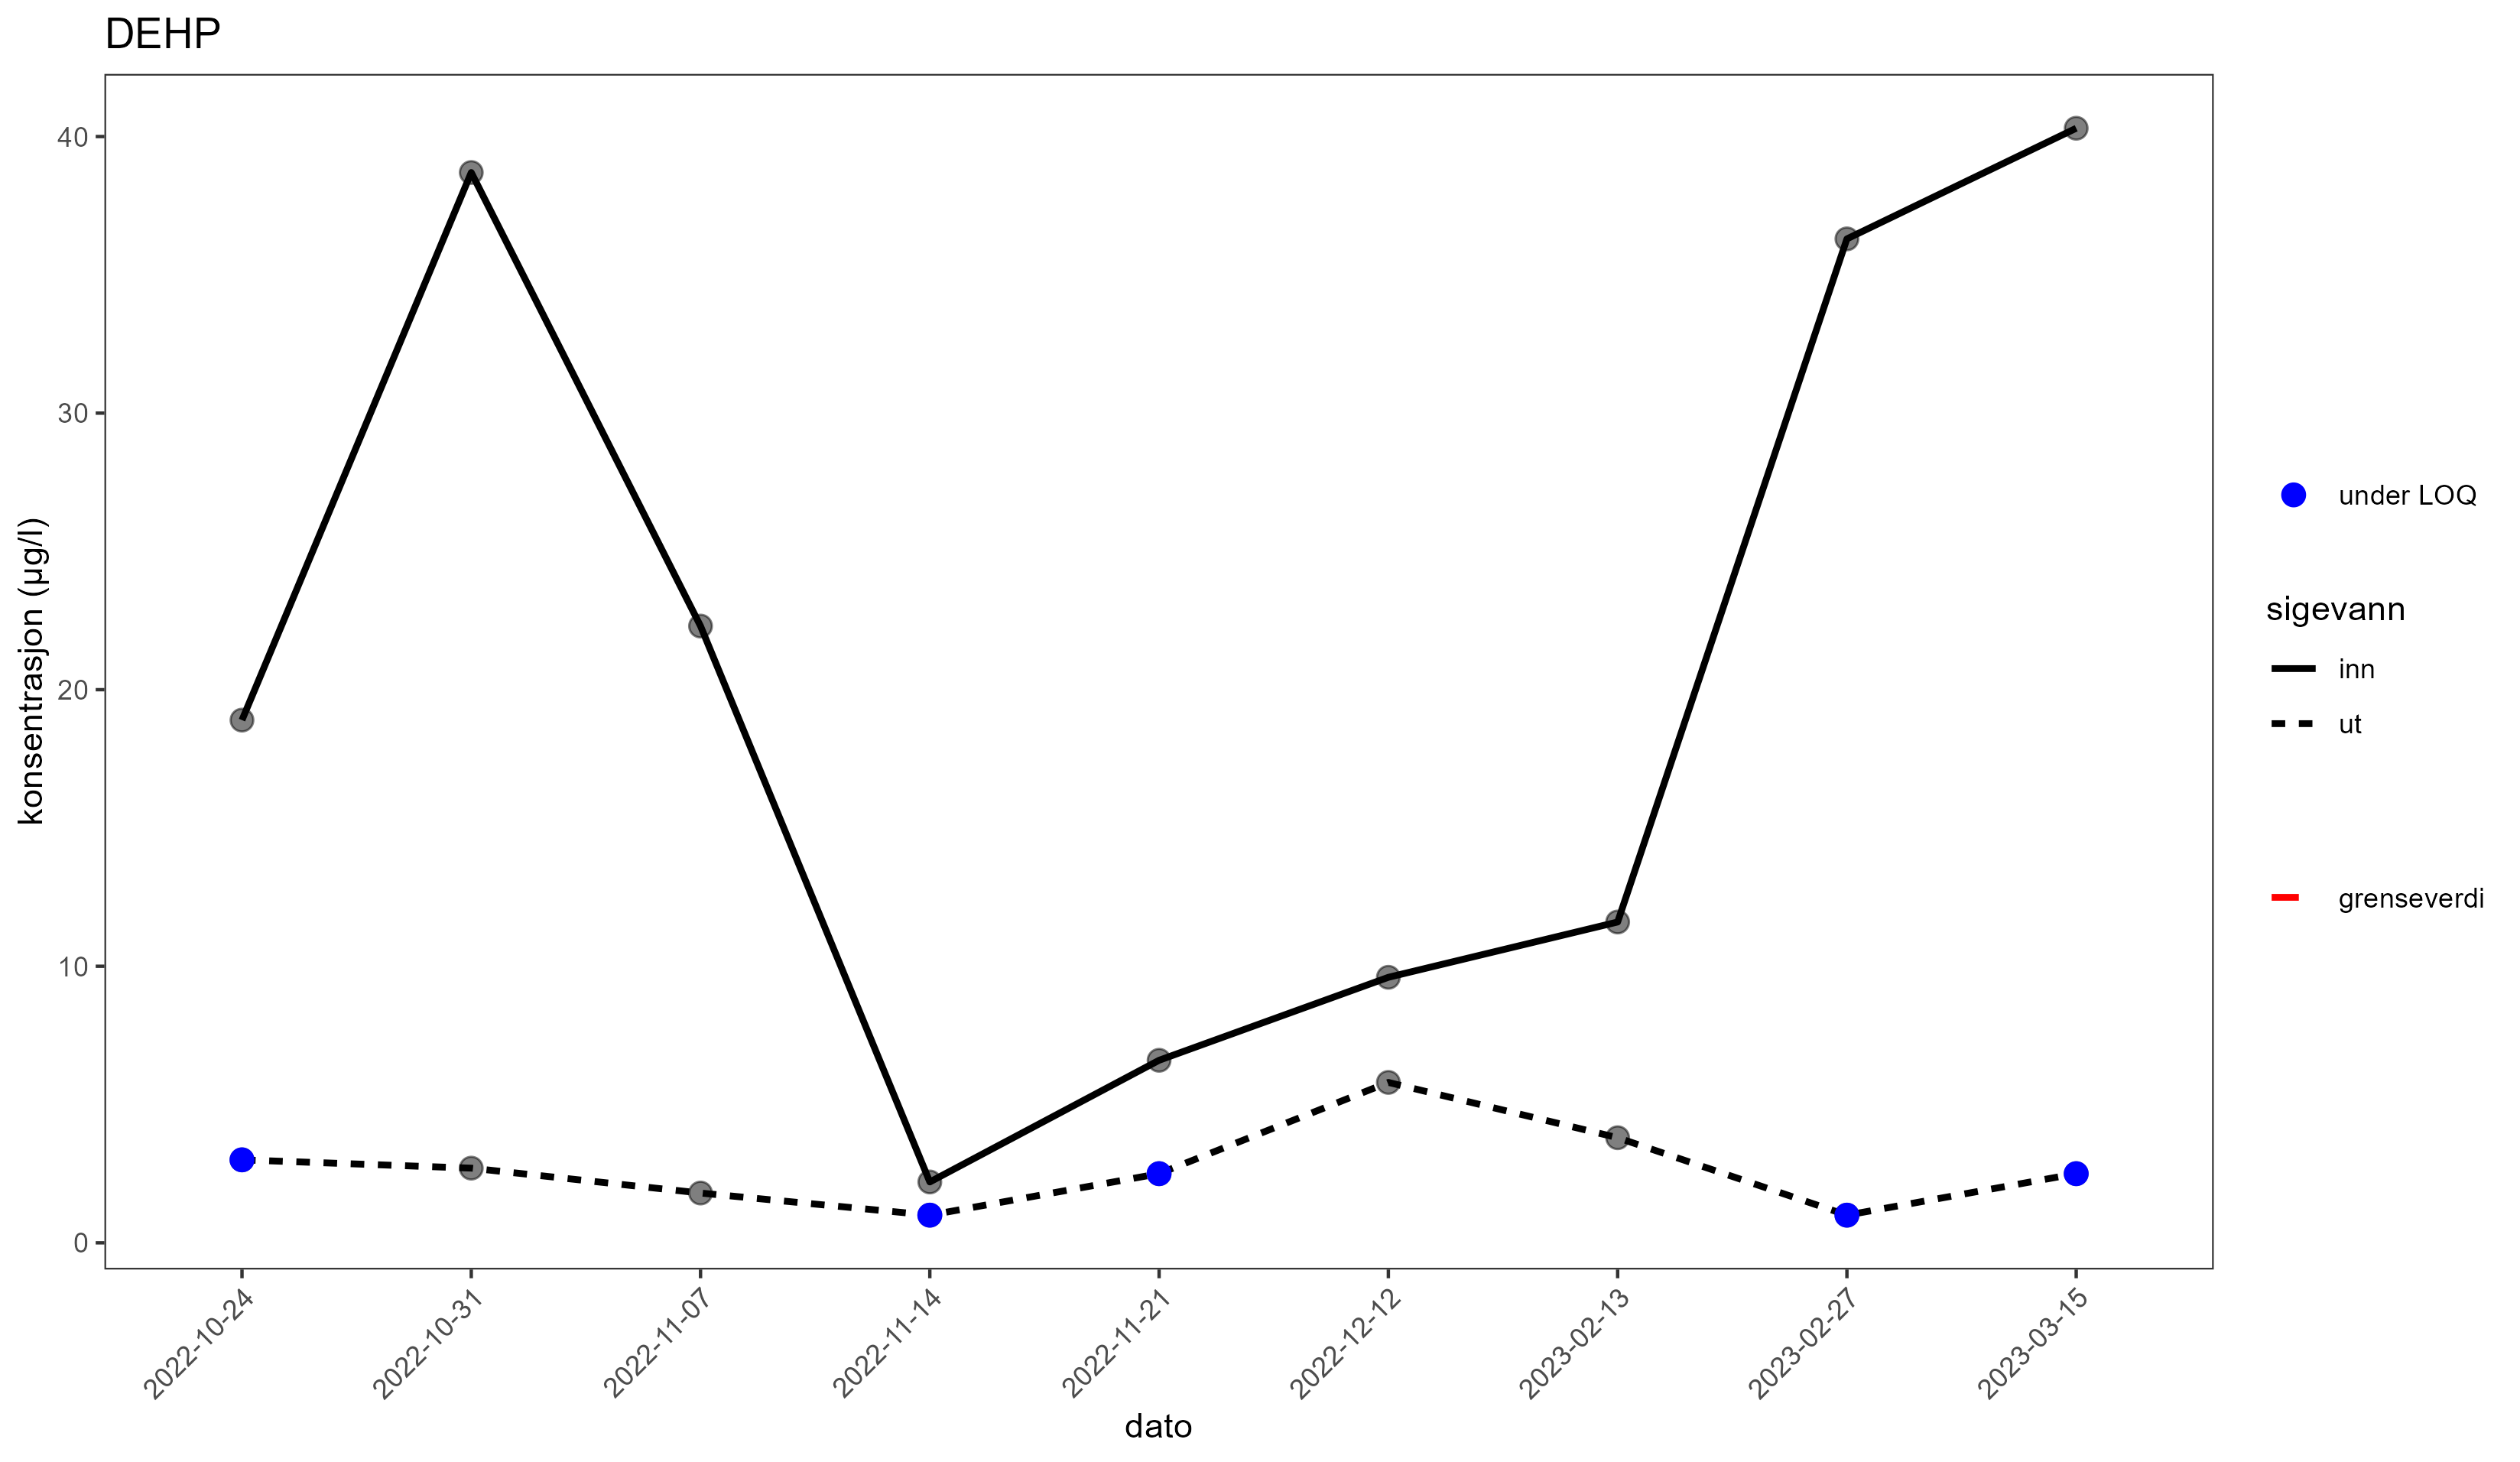 DEHP
konsentrasjon (µg/l)
40
30
20
10
0
2022-10-24
2022-10-31
2022-11-07
2022-11-14
2022-11-21
2022-12-12
2023-02-13
2023-02-27
2023-03-15
dato
under LOQ
sigevann
inn
ut
grenseverdi